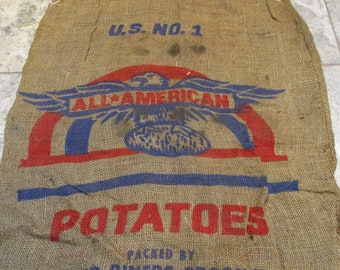 U.S. NO. 1
ALL★AMERICAN
POTATOES
PACKED BY